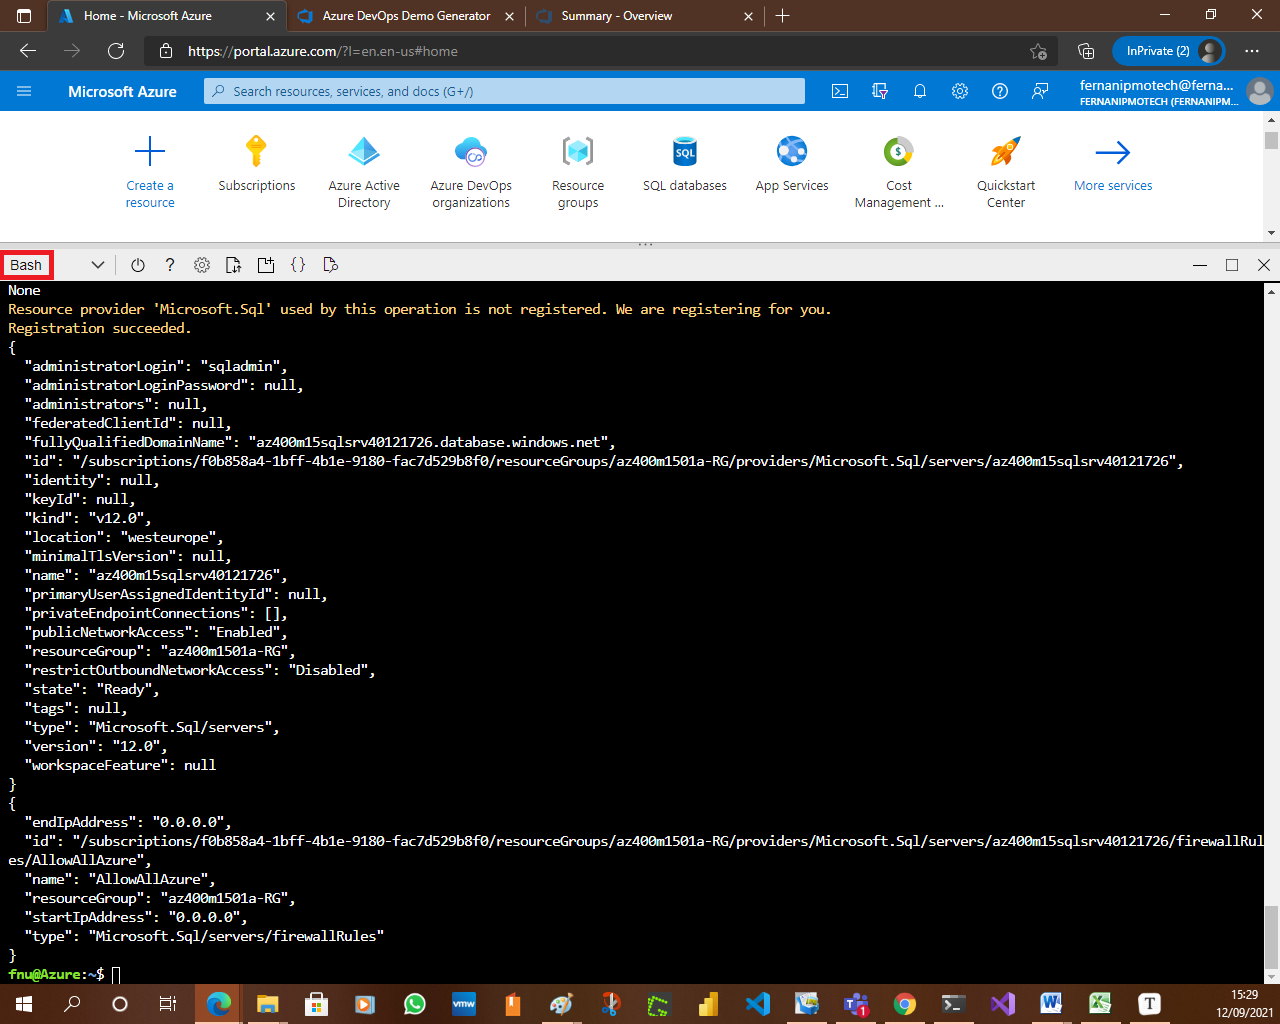 Home - Microsoft Azure
Azure DevOps Demo Generator
Summary - Overview
https://portal.azure.com/?l=en.en-us#home
InPrivate (2)
Microsoft Azure
Search resources, services, and docs (G+/)
fernanipmotech@ferna...
FERNANIPMOTECH (FERNANIPM...
Create a resource
Subscriptions
Azure Active Directory
Azure DevOps organizations
Resource groups
SQL
SQL databases
App Services
Cost Management ...
Quickstart Center
More services
Bash
None
Resource provider 'Microsoft.Sql' used by this operation is not registered. We are registering for you.
Registration succeeded.
{
  "administratorLogin": "sqladmin",
  "administratorLoginPassword": null,
  "administrators": null,
  "federatedClientId": null,
  "fullyQualifiedDomainName": "az400m15sqlsrv40121726.database.windows.net",
  "id": "/subscriptions/f0b858a4-1bff-4b1e-9180-fac7d529b8f0/resourceGroups/az400m1501a-RG/providers/Microsoft.Sql/servers/az400m15sqlsrv40121726",
  "identity": null,
  "keyId": null,
  "kind": "v12.0",
  "location": "westeurope",
  "minimalTlsVersion": null,
  "name": "az400m15sqlsrv40121726",
  "primaryUserAssignedIdentityId": null,
  "privateEndpointConnections": [],
  "publicNetworkAccess": "Enabled",
  "resourceGroup": "az400m1501a-RG",
  "restrictOutboundNetworkAccess": "Disabled",
  "state": "Ready",
  "tags": null,
  "type": "Microsoft.Sql/servers",
  "version": "12.0",
  "workspaceFeature": null
}
{
  "endIpAddress": "0.0.0.0",
  "id": "/subscriptions/f0b858a4-1bff-4b1e-9180-fac7d529b8f0/resourceGroups/az400m1501a-RG/providers/Microsoft.Sql/servers/az400m15sqlsrv40121726/firewallRul
es/AllowAllAzure",
  "name": "AllowAllAzure",
  "resourceGroup": "az400m1501a-RG",
  "startIpAddress": "0.0.0.0",
  "type": "Microsoft.Sql/servers/firewallRules"
}
fnu@Azure:~$
vmw
1
T
15:29
12/09/2021